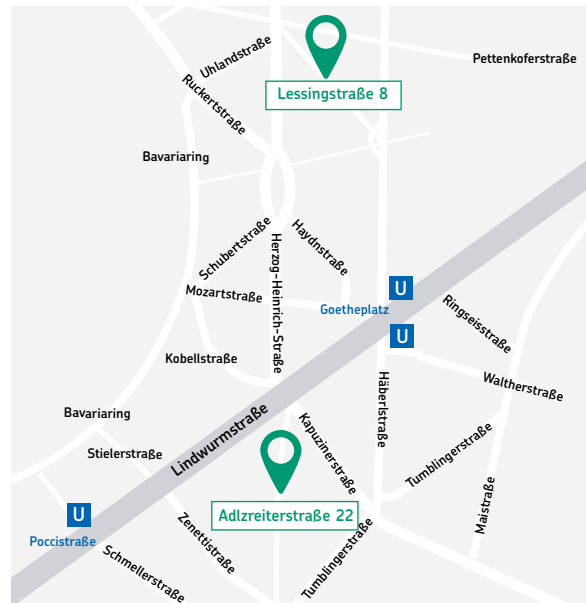 Uhlandstraße
Pettenkoferstraße
Lessingstraße 8
Ruckertstraße
Bavariaring
Schubertstraße
Haydnstraße
Herzog-Heinrich-Straße
Mozartstraße
U
Goetheplatz
U
Ringseisstraße
Kobellstraße
Waltherstraße
Häberlstraße
Bavariaring
Lindwurmstraße
Kapuzinerstraße
Stielerstraße
Tumblingerstraße
Maistraße
U
Poccistraße
Adlzreiterstraße 22
Zenettistraße
Schmellerstraße
Tumblingerstraße